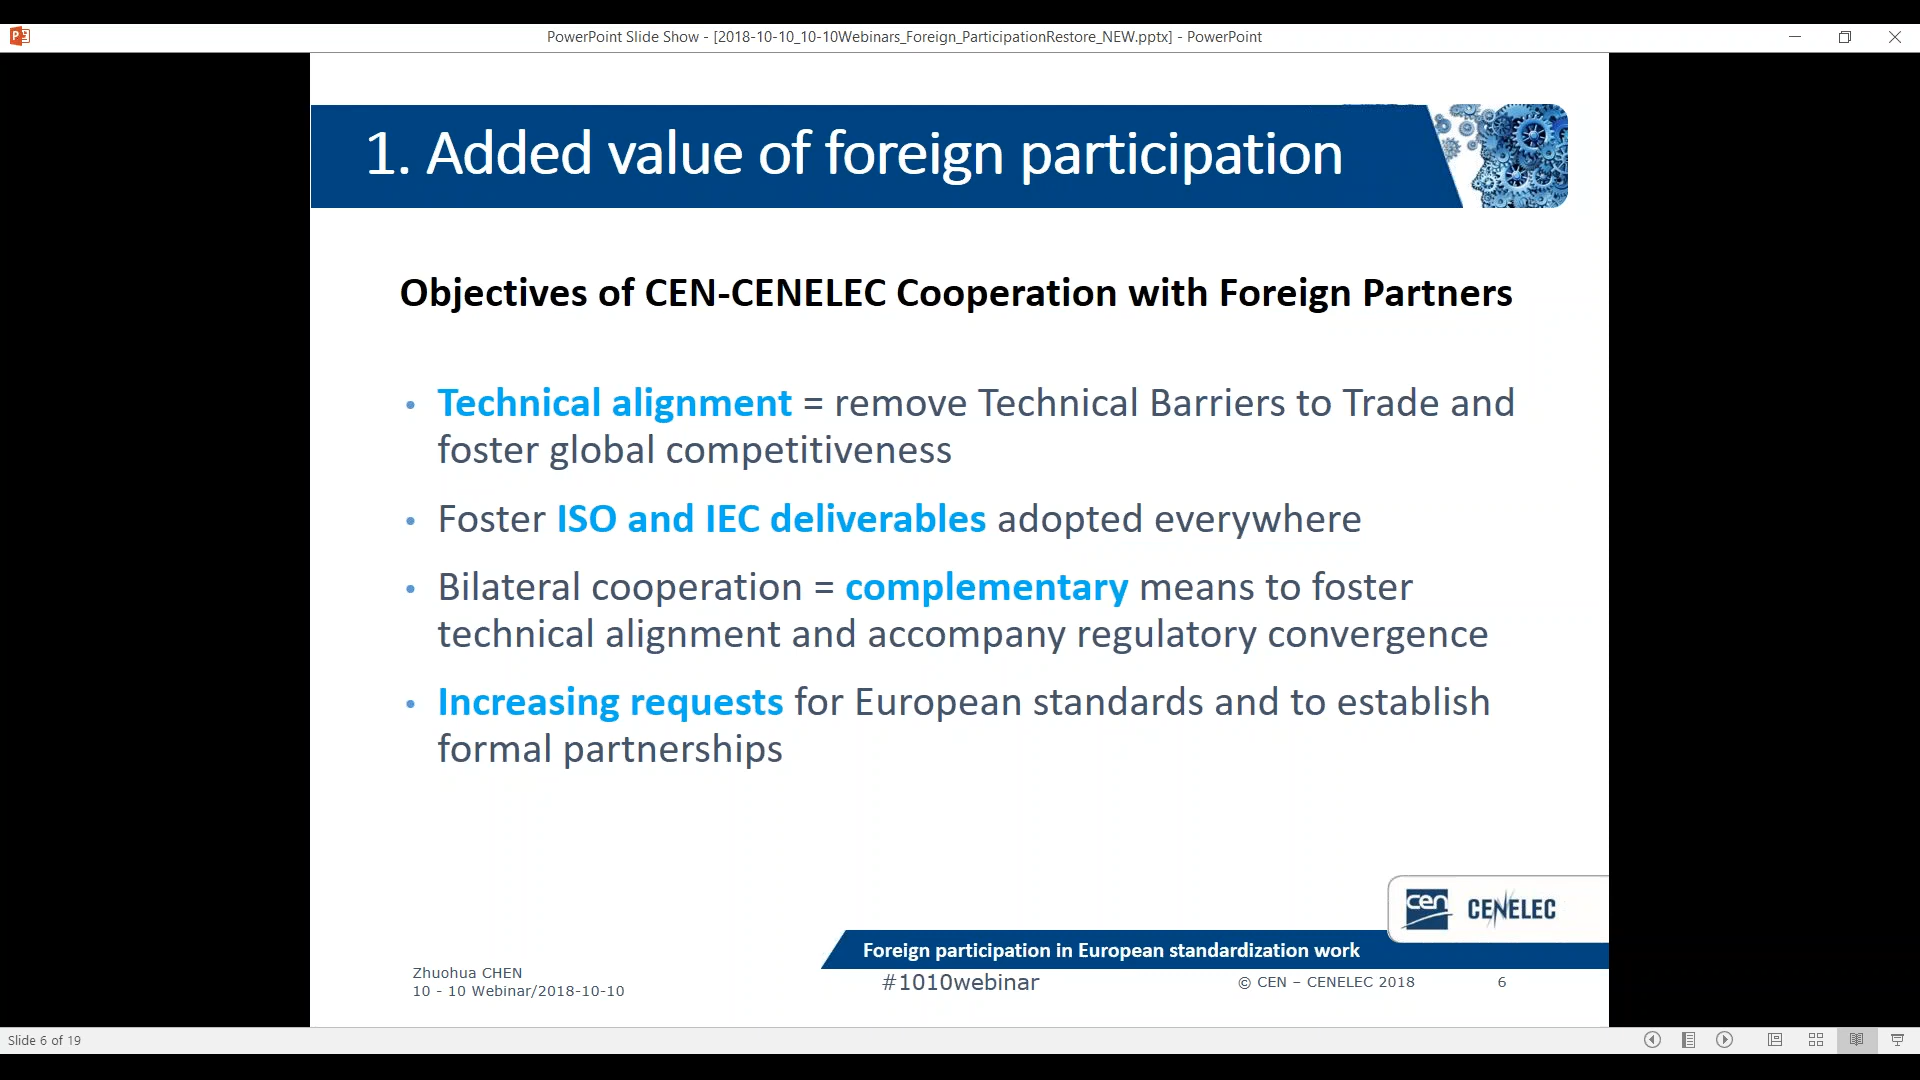 PowerPoint Slide Show - [2018-10-10_10-10Webinars_Foreign_ParticipationRestore_NEW.pptx] - PowerPoint
1. Added value of foreign participation
Objectives of CEN-CENELEC Cooperation with Foreign Partners
• Technical alignment = remove Technical Barriers to Trade and
foster global competitiveness
• Foster ISO and IEC deliverables adopted everywhere
• Bilateral cooperation = complementary means to foster
technical alignment and accompany regulatory convergence
• Increasing requests for European standards and to establish
formal partnerships
cen CENELEC
Foreign participation in European standardization work
Zhuohua CHEN
10 - 10 Webinar/2018-10-10
#1010webinar
© CEN – CENELEC 2018
6
Slide 6 of 19